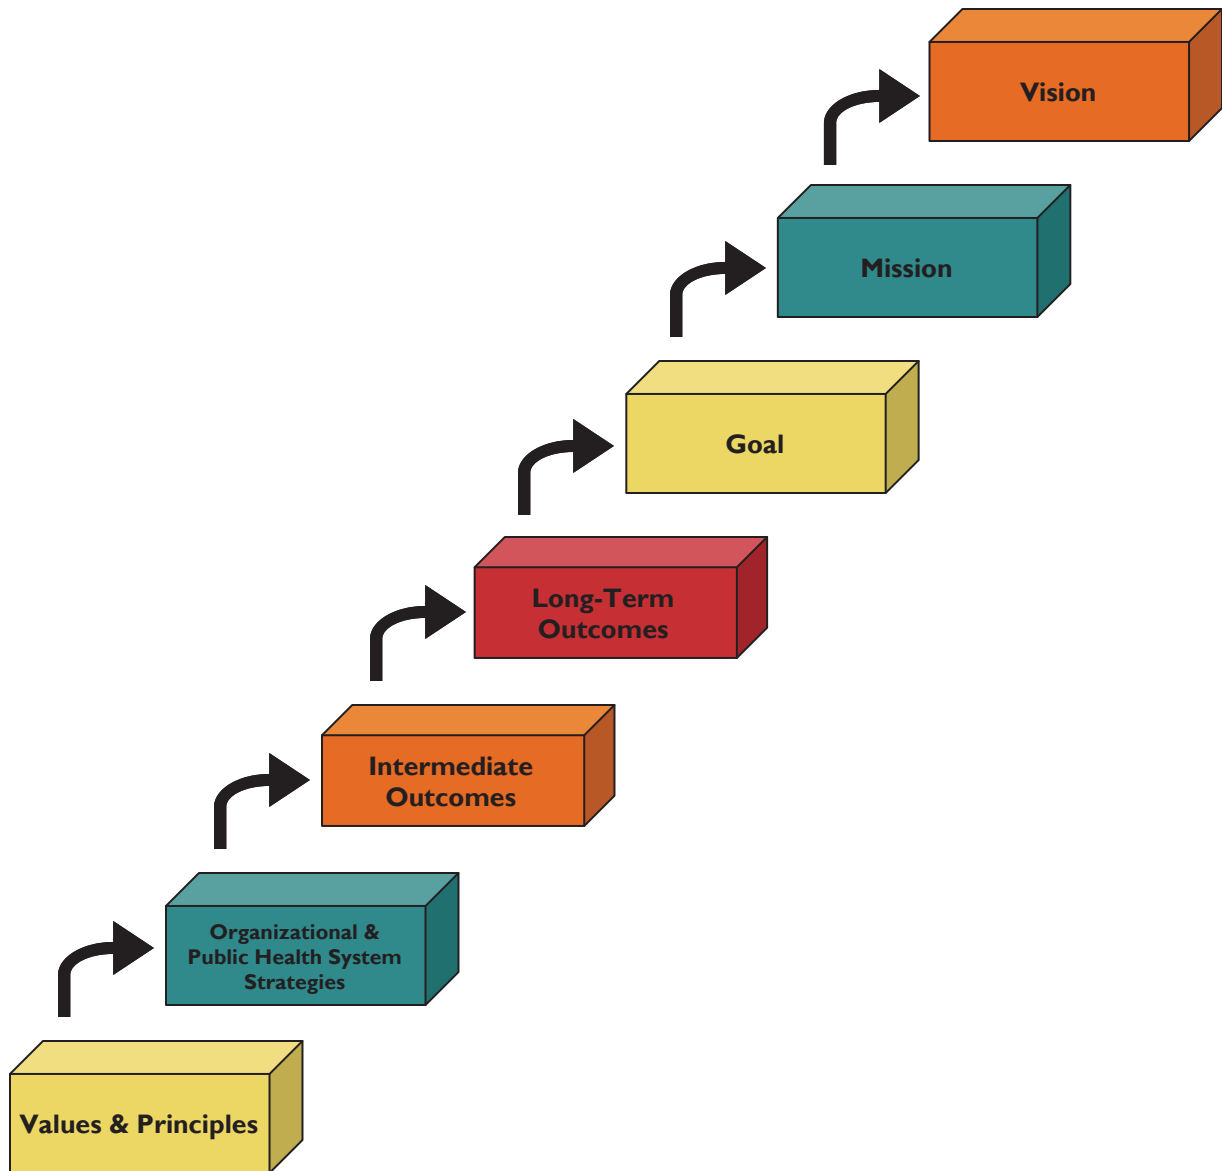 Vision
Mission
Goal
Long-Term
Outcomes
Intermediate
Outcomes
Organizational &
Public Health System
Strategies
Values & Principles